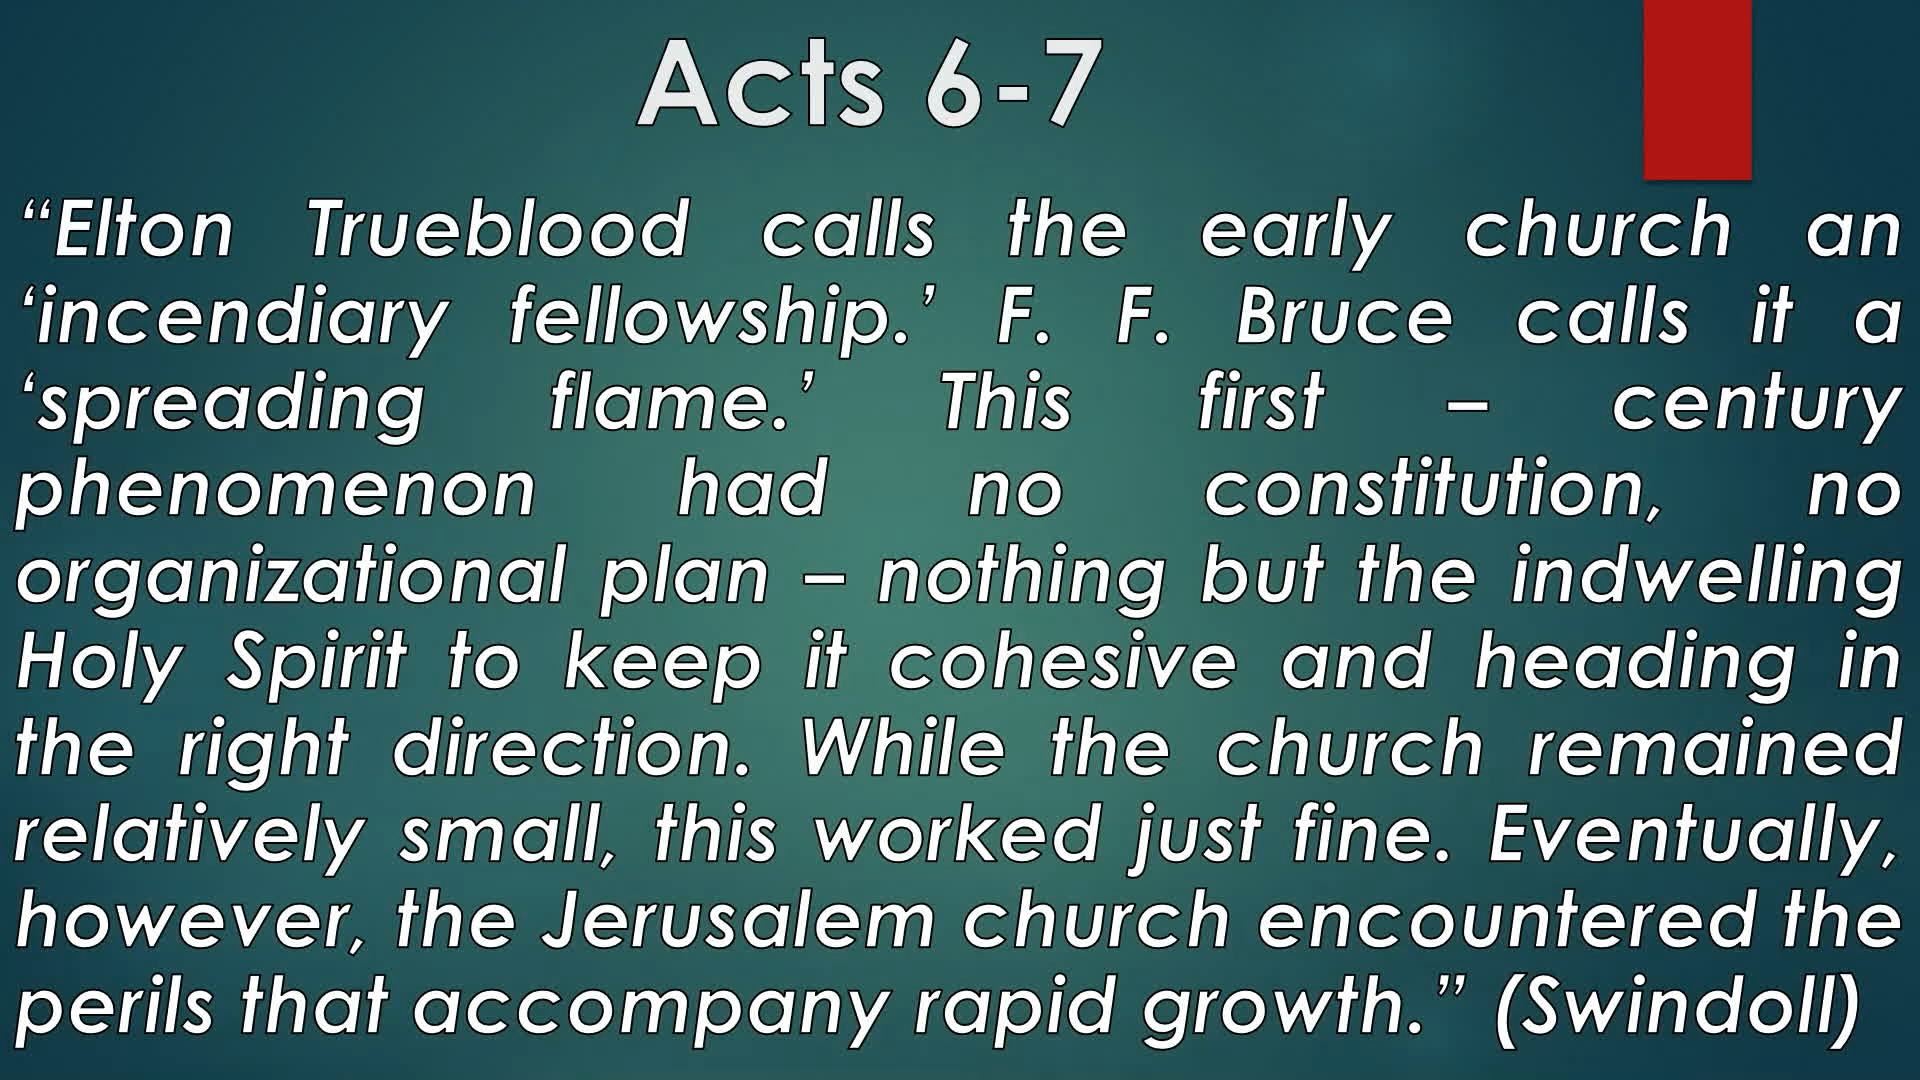 Acts 6-7
“Elton Trueblood calls the early church an
‘incendiary fellowship.’ F. F. Bruce calls it a
‘spreading flame.’ This first – century
phenomenon had no constitution, no
organizational plan – nothing but the indwelling
Holy Spirit to keep it cohesive and heading in
the right direction. While the church remained
relatively small, this worked just fine. Eventually,
however, the Jerusalem church encountered the
perils that accompany rapid growth.” (Swindoll)